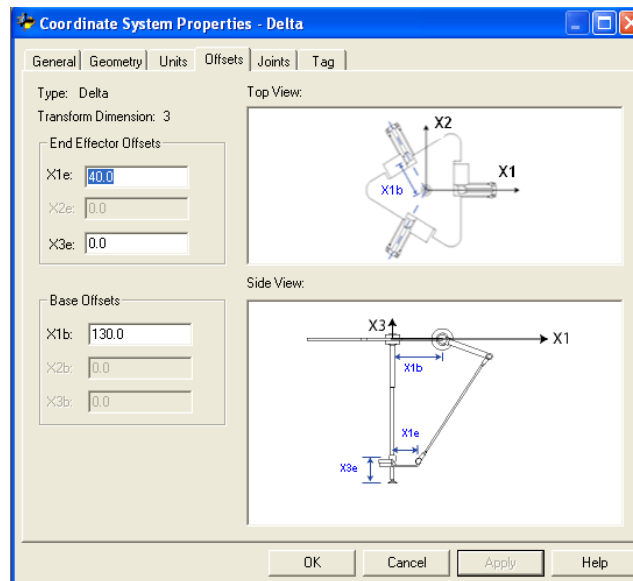 Coordinate System Properties - Delta
General Geometry Units Offsets Joints Tag
Type: Delta
Transform Dimension: 3
End Effector Offsets
X1e: 40.0
X2e: 0.0
X3e: 0.0
Base Offsets
X1b: 130.0
X2b: 0.0
X3b: 0.0
Top View:
X2
X1
X1b
Side View:
X3
X1
X1b
X1e
X3e
OK Cancel Apply Help